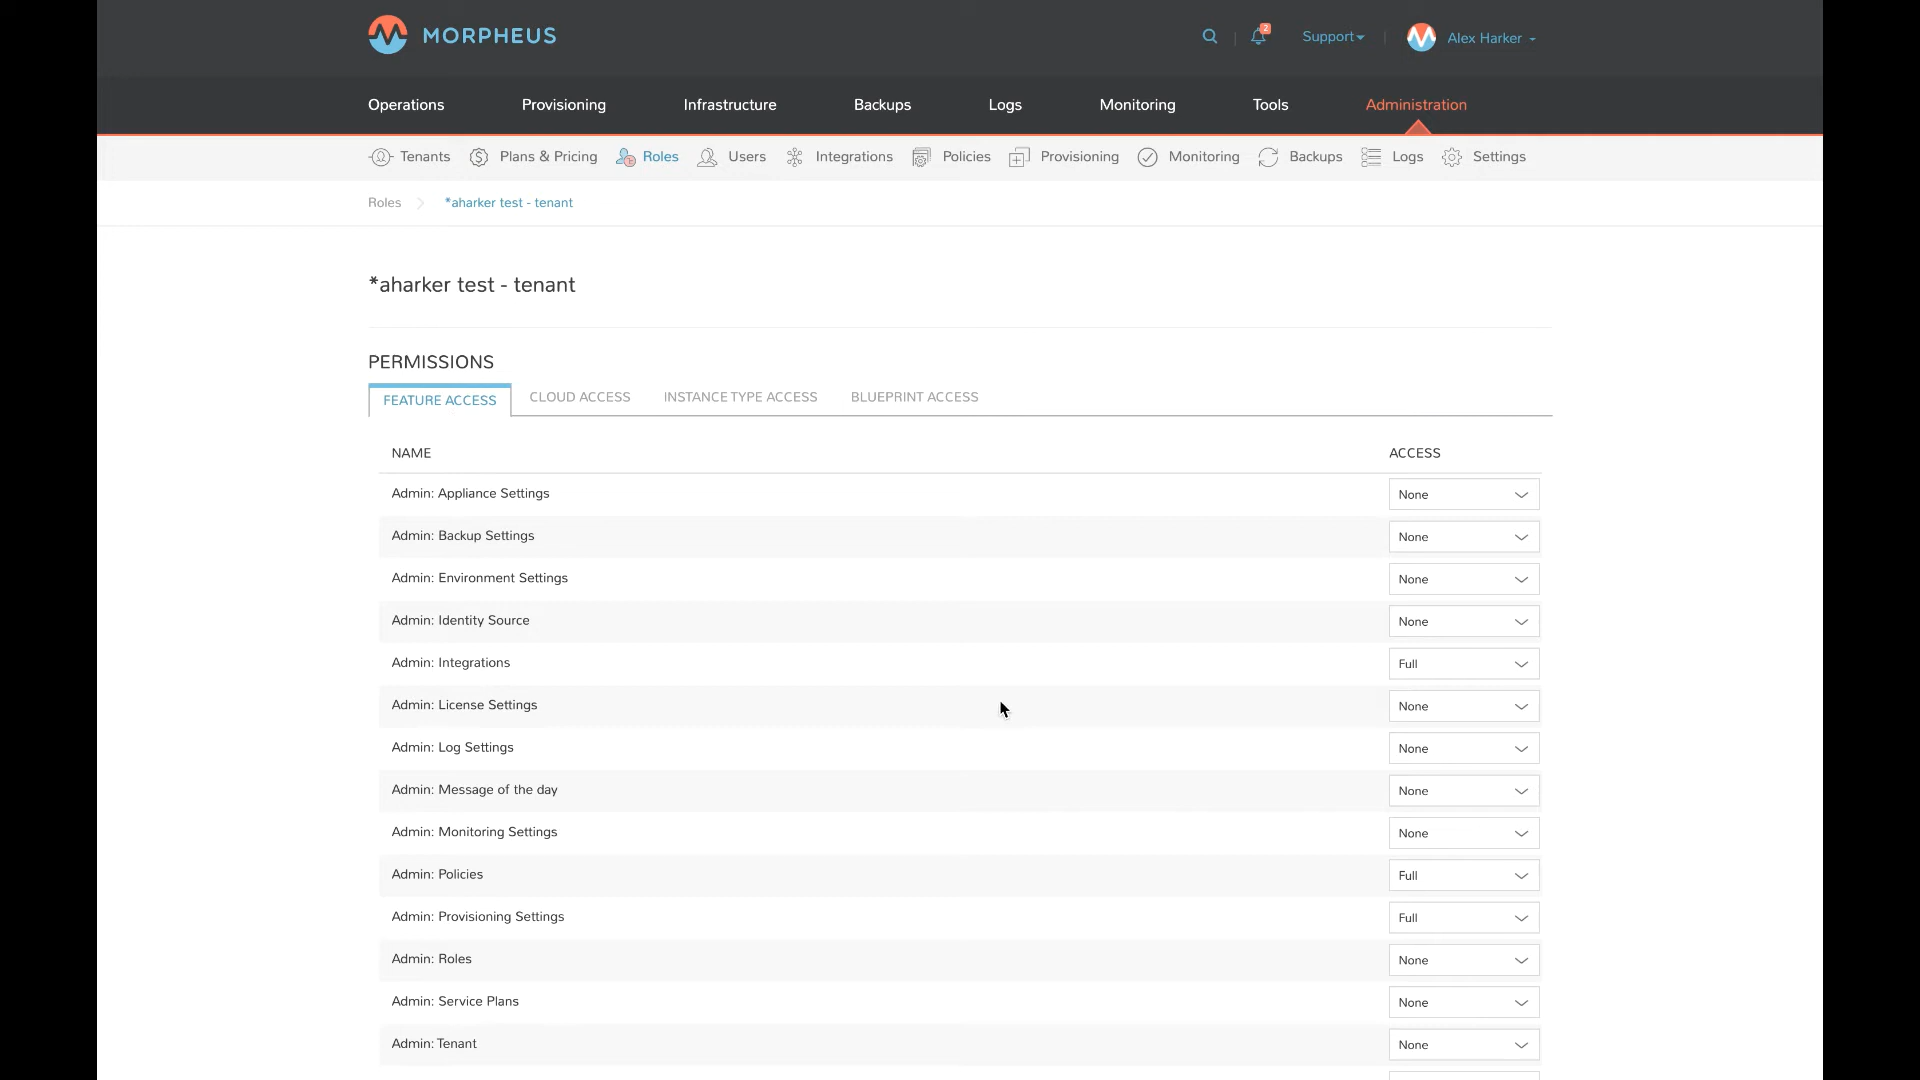 MORPHEUS
2
Support
Alex Harker
Operations
Provisioning
Infrastructure
Backups
Logs
Monitoring
Tools
Administration
Tenants
Plans & Pricing
Roles
Users
Integrations
Policies
Provisioning
Monitoring
Backups
Logs
Settings
Roles
*aharker test - tenant
*aharker test - tenant
PERMISSIONS
FEATURE ACCESS
CLOUD ACCESS
INSTANCE TYPE ACCESS
BLUEPRINT ACCESS
NAME ACCESS
Admin: Appliance Settings None
Admin: Backup Settings None
Admin: Environment Settings None
Admin: Identity Source None
Admin: Integrations Full
Admin: License Settings None
Admin: Log Settings None
Admin: Message of the day None
Admin: Monitoring Settings None
Admin: Policies Full
Admin: Provisioning Settings Full
Admin: Roles None
Admin: Service Plans None
Admin: Tenant None